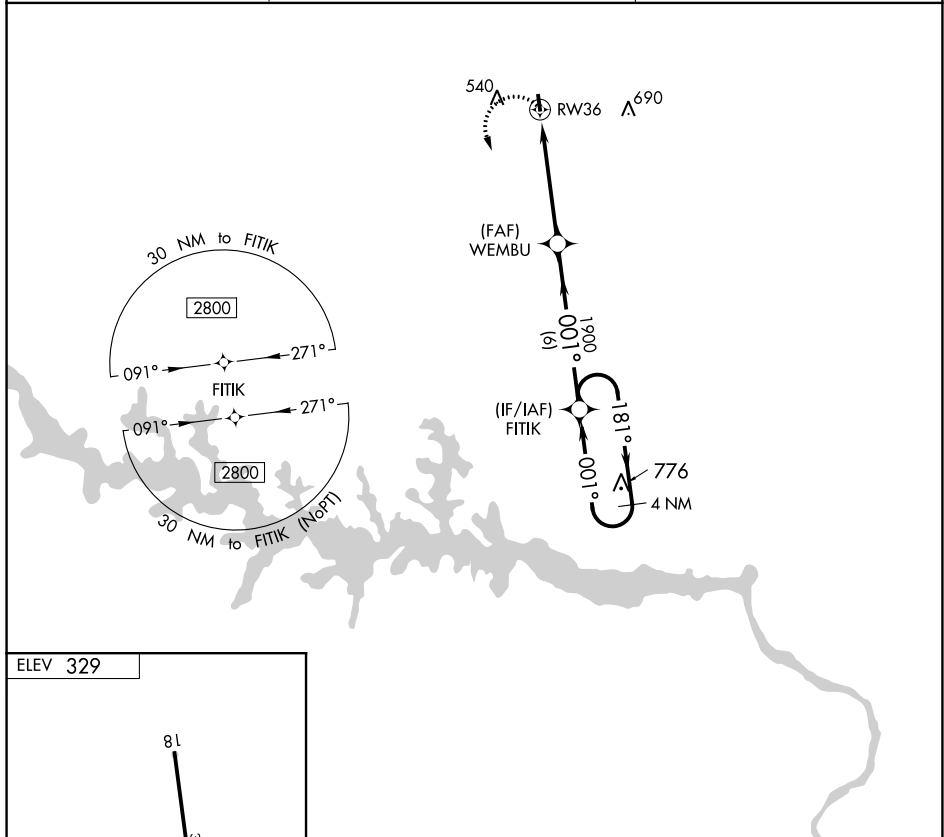 540
RW36
690
(FAF)
WEMBU
30 NM to FITIK
2800
091°
271°
FITIK
091°
271°
2800
30 NM to FITIK (NoPT)
1900
001°
(6)
(IF/IAF)
FITIK
181°
001°
776
4 NM
ELEV 329
18